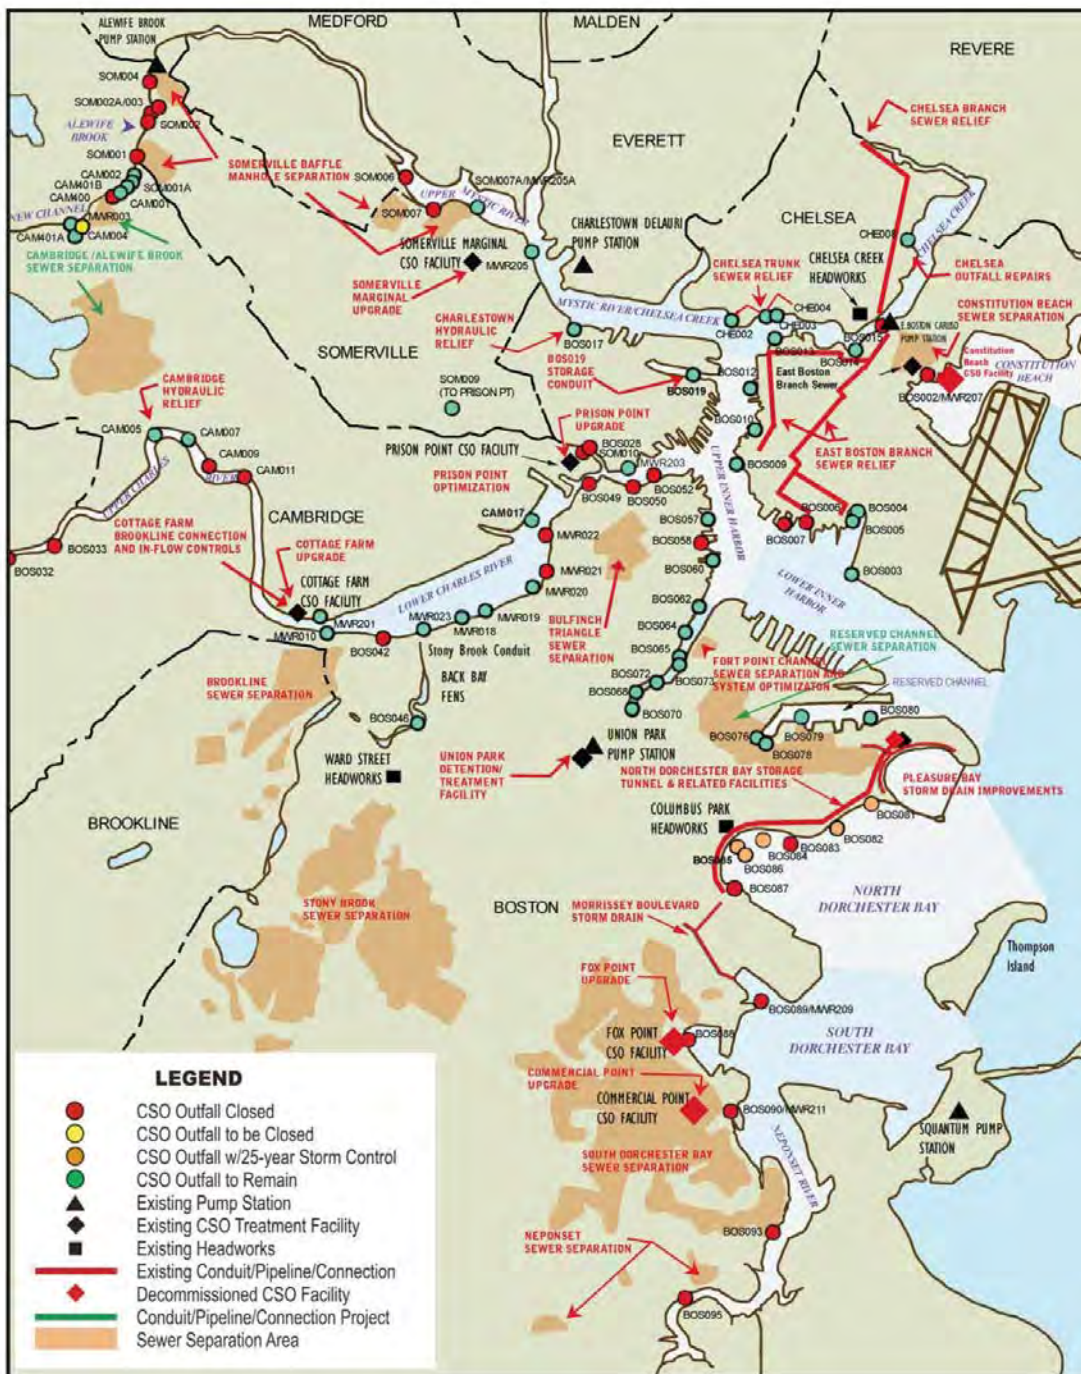 ALEWIFE BROOK
PUMP STATION
MEDFORD
MALDEN
REVERE
SOM004
SOM002A/003
ALEWIFE
BROOK
SOM002
SOM001
CAM002
CAM401B
CAM400
SOM001A
CAM001
NEW CHANNEL
MWR003
CAM401A
CAM004
CAMBRIDGE/ALEWIFE BROOK
SEWER SEPARATION
SOMERVILLE BAFFLE
MANHOLE SEPARATION
SOM006
SOM007
UPPER
MYSTIC RIVER
SOM007A/MWR205A
EVERETT
CHELSEA BRANCH
SEWER RELIEF
CHELSEA
CHE008
CHELSEA CREEK
CHELSEA
OUTFALL REPAIRS
SOMERVILLE MARGINAL
CSO FACILITY
MWR205
SOMERVILLE
MARGINAL
UPGRADE
CHARLESTOWN DELAURI
PUMP STATION
CHELSEA TRUNK
SEWER RELIEF
CHELSEA CREEK
HEADWORKS
CONSTITUTION BEACH
SEWER SEPARATION
MYSTIC RIVER/CHELSEA CREEK
CHE004
CHE003
CHE002
BOS013
BOS015
BOS014
E.BOSTON CARUSO
PUMP STATION
Constitution
Beach
CSO Facility
CONSTITUTION
BEACH
BOS002/MWR207
CHARLESTOWN
HYDRAULIC
RELIEF
BOS017
BOS019
STORAGE
CONDUIT
BOS019
BOS012
East Boston
Branch Sewer
SOMERVILLE
SOM009
(TO PRISON PT)
CAMBRIDGE
HYDRAULIC
RELIEF
CAM005
CAM007
CAM009
CAM011
UPPER CHARLES
RIVER
PRISON POINT
UPGRADE
PRISON POINT CSO FACILITY
PRISON POINT
OPTIMIZATION
BOS028
SOM010
MWR203
BOS049
BOS050
BOS052
BOS010
BOS009
UPPER INNER HARBOR
EAST BOSTON BRANCH
SEWER RELIEF
BOS006
BOS007
BOS004
BOS005
BOS003
LOWER INNER
HARBOR
CAMBRIDGE
COTTAGE FARM
BROOKLINE CONNECTION
AND IN-FLOW CONTROLS
BOS033
BOS032
COTTAGE FARM
UPGRADE
COTTAGE FARM
CSO FACILITY
CAM017
MWR022
MWR021
MWR020
MWR019
MWR018
MWR023
MWR201
MWR010
BOS042
LOWER CHARLES RIVER
Stony Brook Conduit
BACK BAY
FENS
BOS046
BULFINCH
TRIANGLE
SEWER
SEPARATION
BOS057
BOS058
BOS060
BOS062
BOS064
BOS065
BOS072
BOS073
BOS068
BOS070
FORT POINT CHANNEL
SEWER SEPARATION AND
SYSTEM OPTIMIZATON
RESERVED CHANNEL
SEWER SEPARATION
RESERVED CHANNEL
BOS080
BOS076
BOS079
BOS078
BROOKLINE
SEWER SEPARATION
WARD STREET
HEADWORKS
UNION PARK
DETENTION/
TREATMENT
FACILITY
UNION PARK
PUMP STATION
NORTH DORCHESTER BAY STORAGE
TUNNEL & RELATED FACILITIES
PLEASURE BAY
STORM DRAIN IMPROVEMENTS
COLUMBUS PARK
HEADWORKS
BOS081
BOS082
BOS083
BOS084
BOS085
BOS086
BOS087
BROOKLINE
STONY BROOK
SEWER SEPARATION
BOSTON
MORRISSEY BOULEVARD
STORM DRAIN
NORTH
DORCHESTER BAY
Thompson
Island
FOX POINT
UPGRADE
BOS089/MWR209
FOX POINT
CSO FACILITY
BOS088
SOUTH
DORCHESTER BAY
COMMERCIAL POINT
UPGRADE
COMMERCIAL POINT
CSO FACILITY
BOS090/MWR211
SQUANTUM PUMP
STATION
SOUTH DORCHESTER BAY
SEWER SEPARATION
NEPONSET RIVER
NEPONSET
SEWER SEPARATION
BOS093
BOS095
LEGEND
CSO Outfall Closed
CSO Outfall to be Closed
CSO Outfall w/25-year Storm Control
CSO Outfall to Remain
Existing Pump Station
Existing CSO Treatment Facility
Existing Headworks
Existing Conduit/Pipeline/Connection
Decommissioned CSO Facility
Conduit/Pipeline/Connection Project
Sewer Separation Area